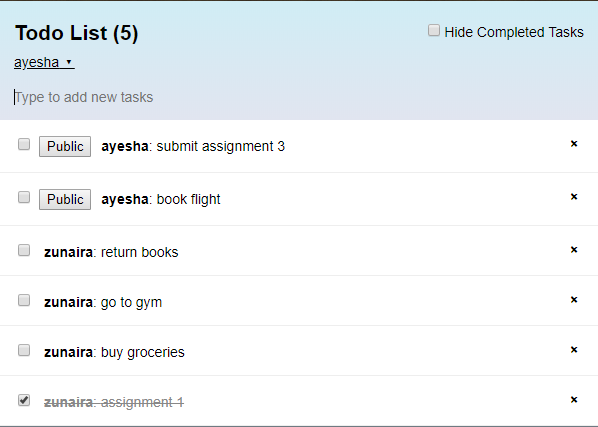 Todo List (5)
Hide Completed Tasks
ayesha
Type to add new tasks
Public ayesha: submit assignment 3
Public ayesha: book flight
zunaira: return books
zunaira: go to gym
zunaira: buy groceries
zunaira: assignment 1